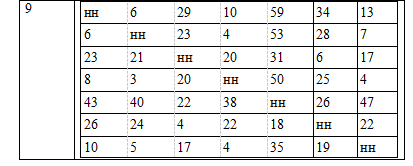 9 нн 6 29 10 59 34 13
6 нн 23 4 53 28 7
23 21 нн 20 31 6 17
8 3 20 нн 50 25 4
43 40 22 38 нн 26 47
26 24 4 22 18 нн 22
10 5 17 4 35 19 нн